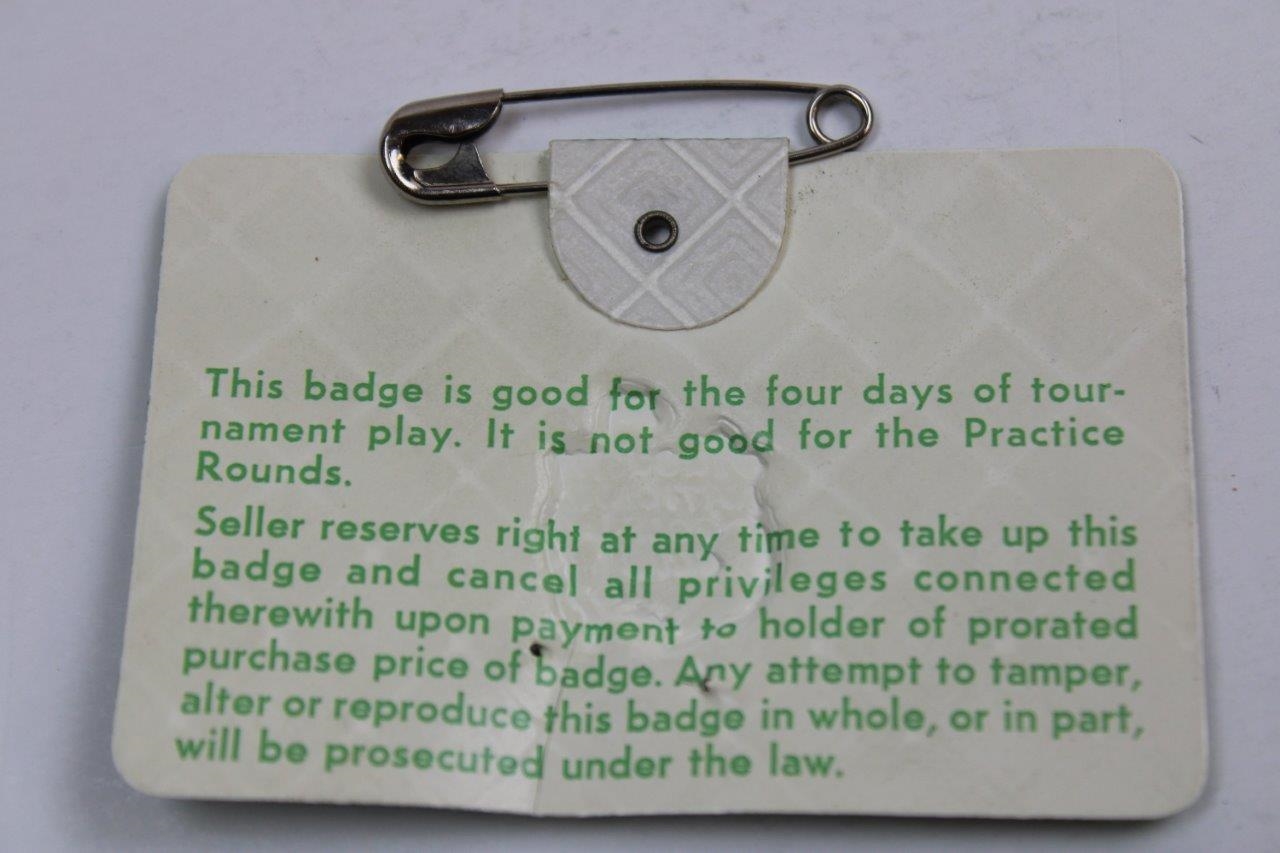 This badge is good for the four days of tour-
nament play. It is not good for the Practice
Rounds.
Seller reserves right at any time to take up this
badge and cancel all privileges connected
therewith upon payment to holder of prorated
purchase price of badge. Any attempt to tamper,
alter or reproduce this badge in whole, or in part,
will be prosecuted under the law.